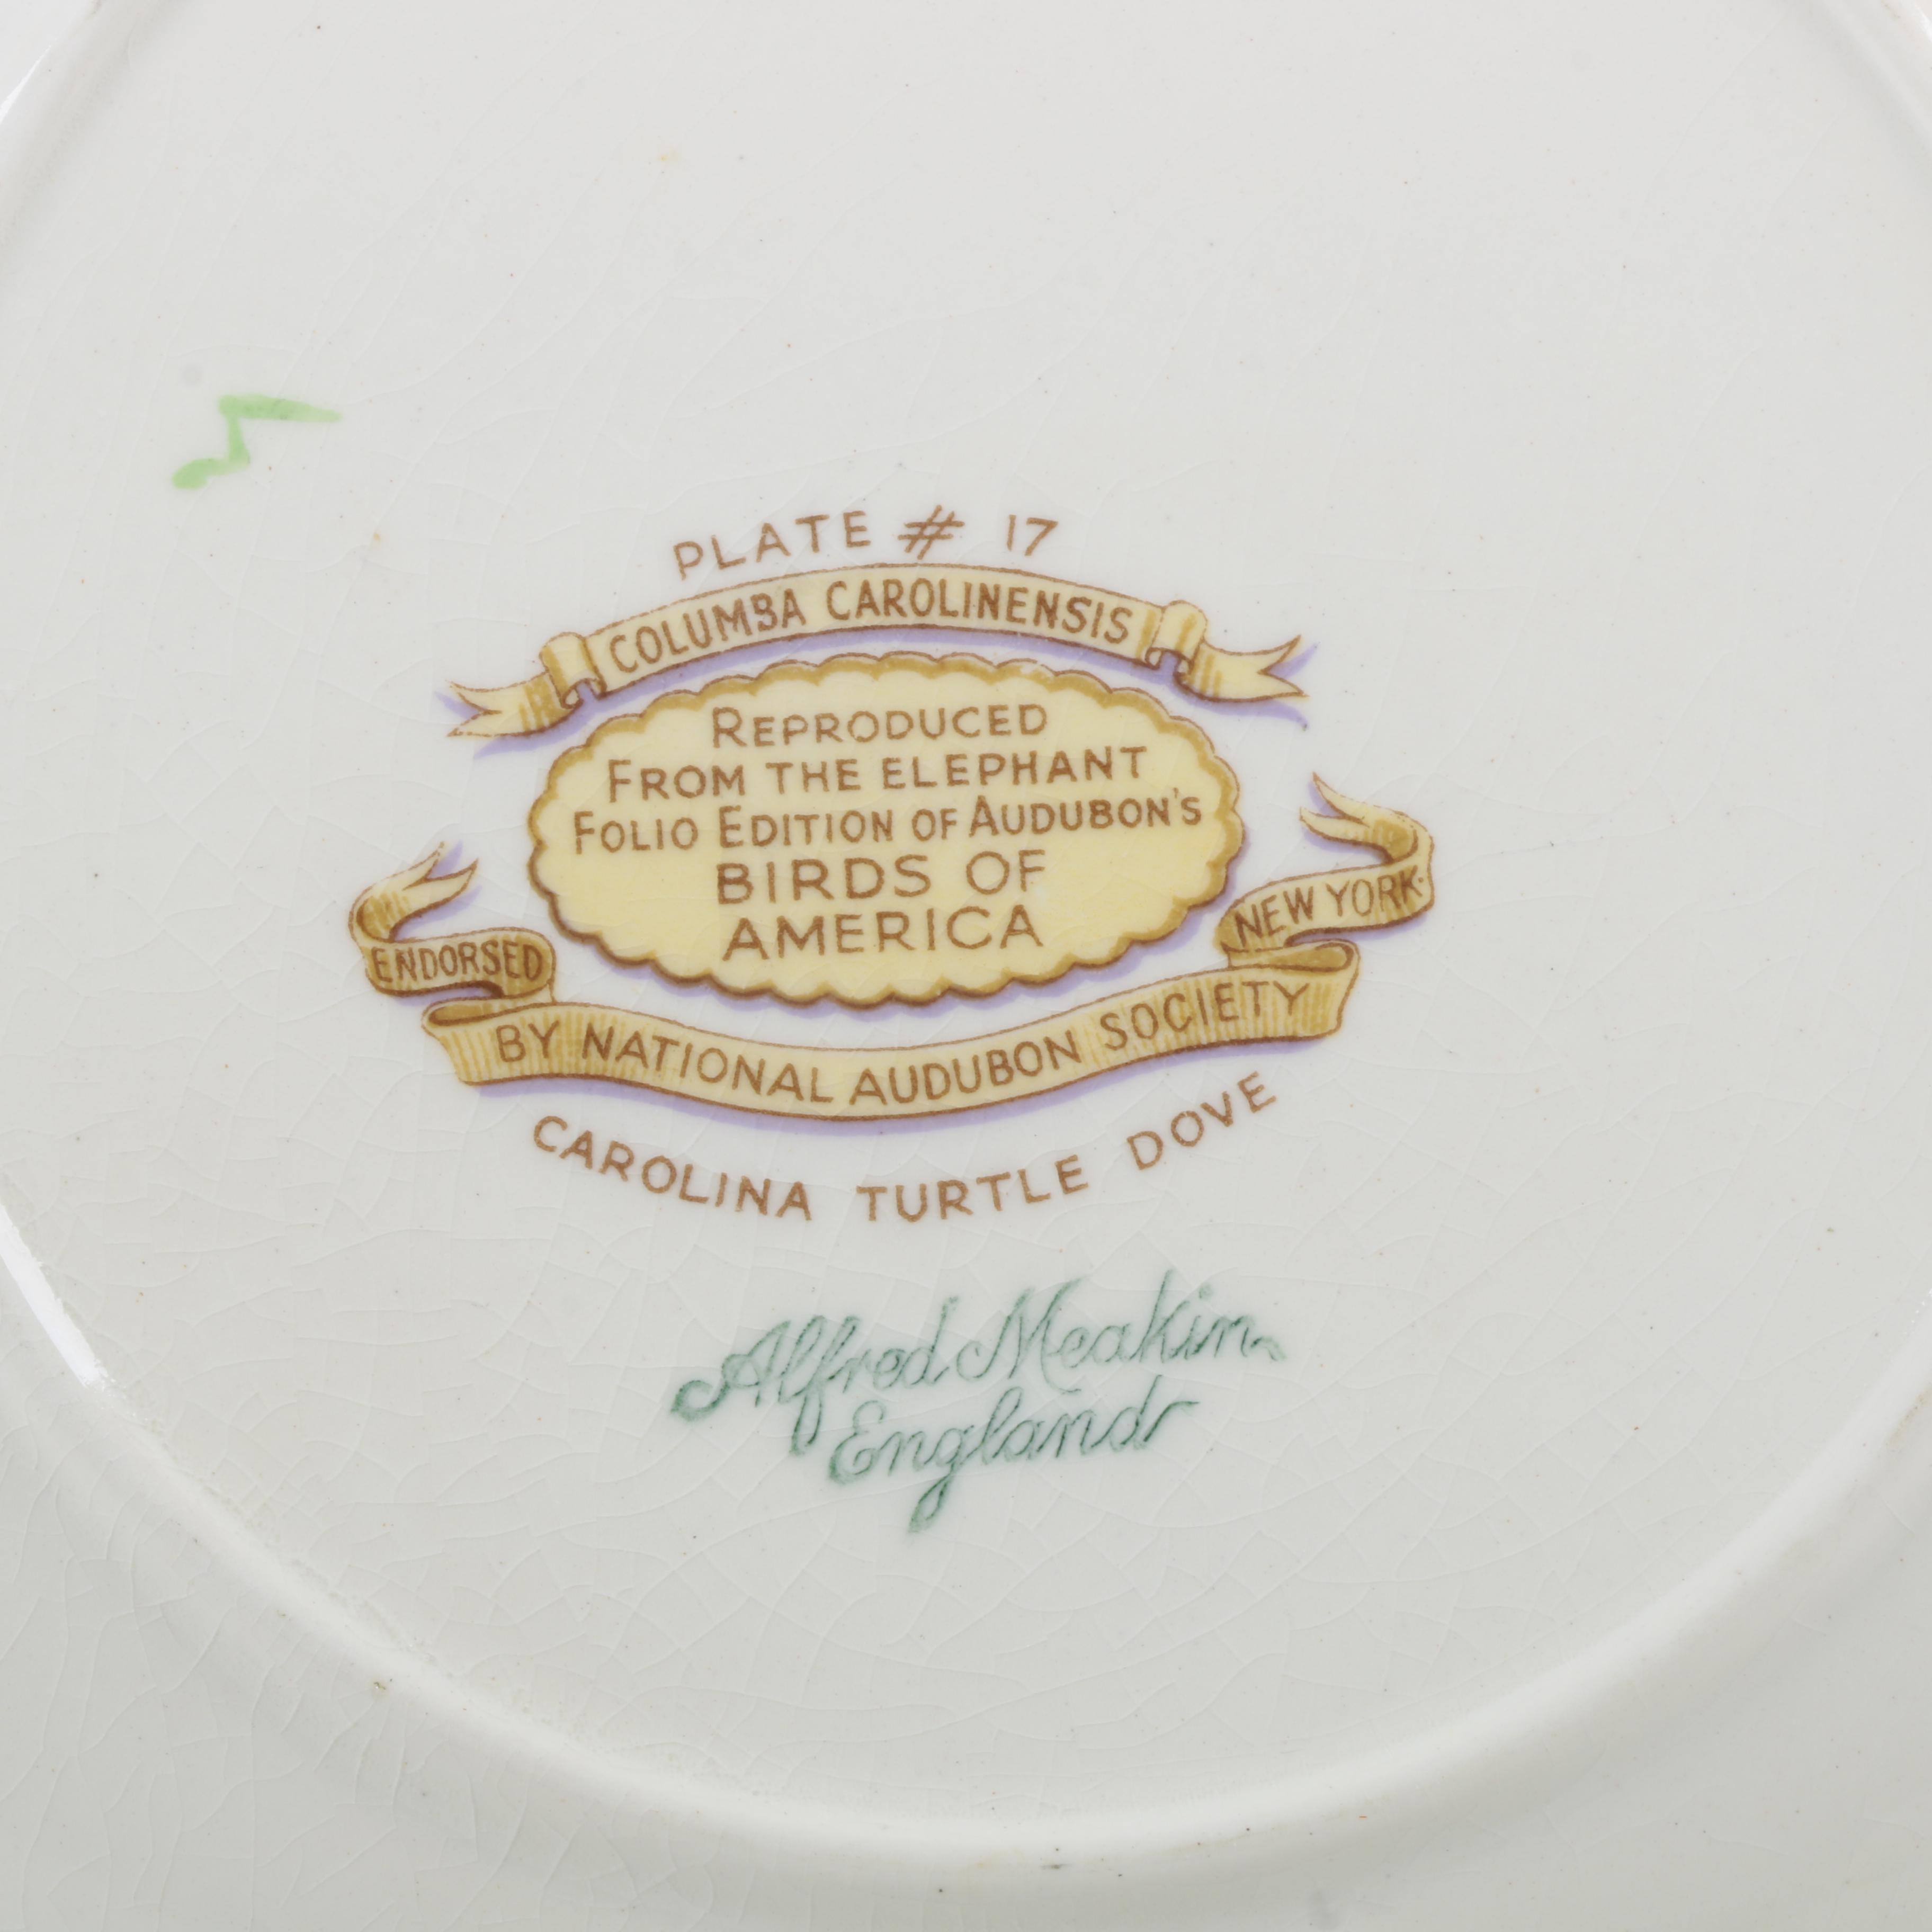 PLATE # 17
COLUMBA CAROLINENSIS
REPRODUCED
FROM THE ELEPHANT
FOLIO EDITION OF AUDUBON'S
BIRDS OF
AMERICA
ENDORSED
BY NATIONAL AUDUBON SOCIETY
NEW YORK.
CAROLINA TURTLE DOVE
Alfred Meakin
England